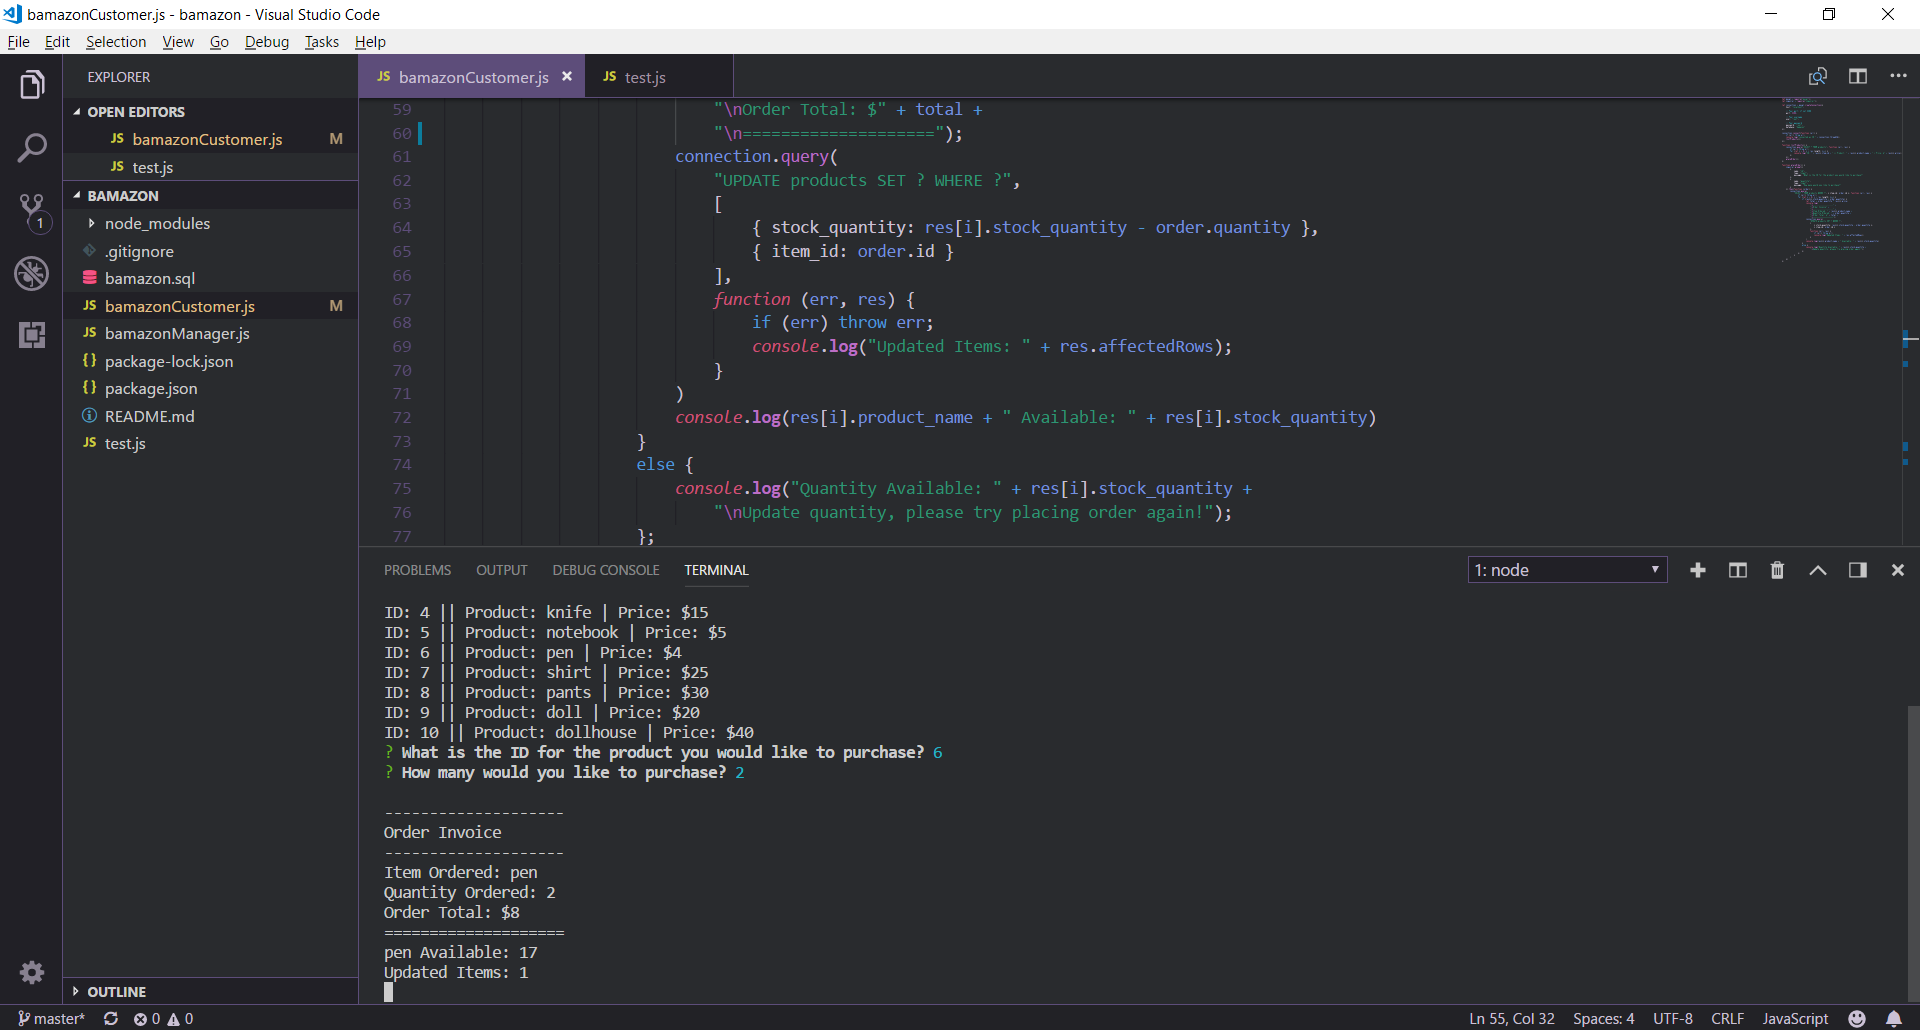 bamazonCustomer.js - bamazon - Visual Studio Code
File Edit Selection View Go Debug Tasks Help
EXPLORER
OPEN EDITORS
JS bamazonCustomer.js M
JS test.js
BAMAZON
node_modules
.gitignore
bamazon.sql
JS bamazonCustomer.js M
JS bamazonManager.js
{} package-lock.json
{} package.json
README.md
JS test.js
OUTLINE
1
JS bamazonCustomer.js ×
JS test.js
59 "\nOrder Total: $" + total +
60 "\n====================");
61 connection.query(
62 "UPDATE products SET ? WHERE ?",
63 [
64 { stock_quantity: res[i].stock_quantity - order.quantity },
65 { item_id: order.id }
66 ],
67 function (err, res) {
68 if (err) throw err;
69 console.log("Updated Items: " + res.affectedRows);
70 }
71 )
72 console.log(res[i].product_name + " Available: " + res[i].stock_quantity)
73 }
74 else {
75 console.log("Quantity Available: " + res[i].stock_quantity +
76 "\nUpdate quantity, please try placing order again!");
77 };
PROBLEMS OUTPUT DEBUG CONSOLE TERMINAL
1: node
ID: 4 || Product: knife | Price: $15
ID: 5 || Product: notebook | Price: $5
ID: 6 || Product: pen | Price: $4
ID: 7 || Product: shirt | Price: $25
ID: 8 || Product: pants | Price: $30
ID: 9 || Product: doll | Price: $20
ID: 10 || Product: dollhouse | Price: $40
? What is the ID for the product you would like to purchase? 6
? How many would you like to purchase? 2
--------------------
Order Invoice
--------------------
Item Ordered: pen
Quantity Ordered: 2
Order Total: $8
====================
pen Available: 17
Updated Items: 1
master* 0 0
Ln 55, Col 32 Spaces: 4 UTF-8 CRLF JavaScript